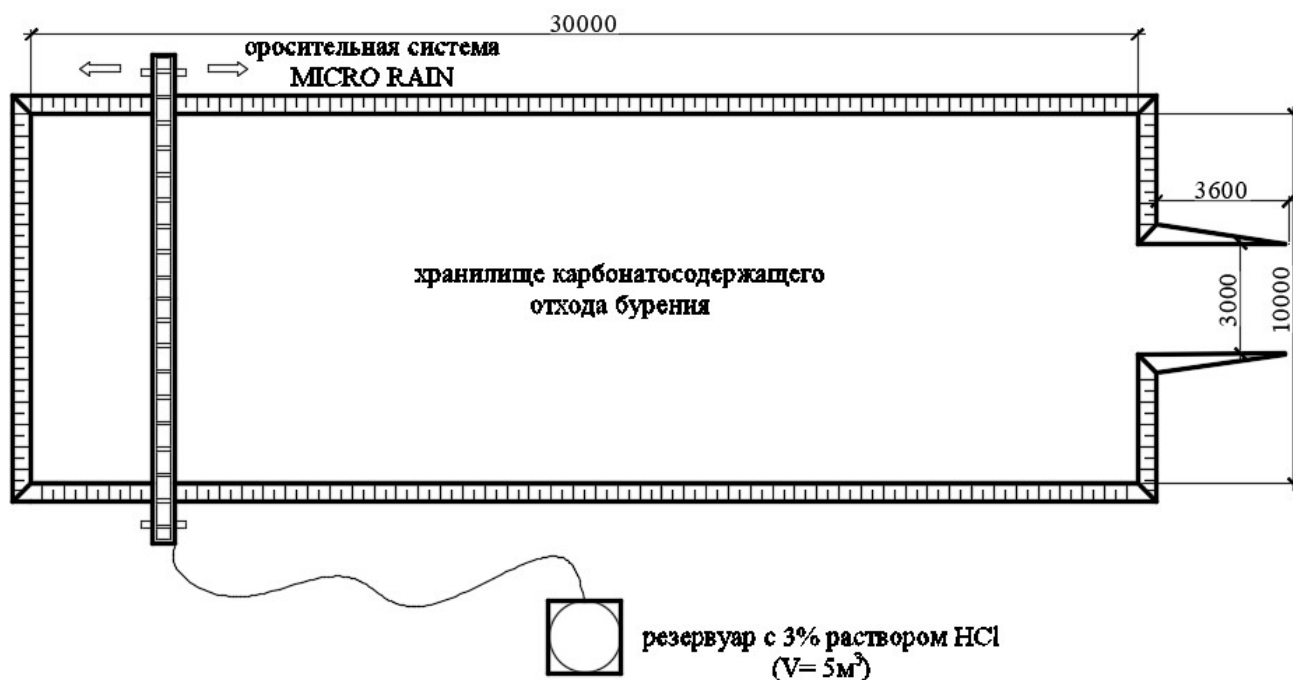 30000
оросительная система
MICRO RAIN
3600
хранилище карбонатосодержащего
отхода бурения
3000
10000
резервуар с 3% раствором HCl
(V= 5м³)